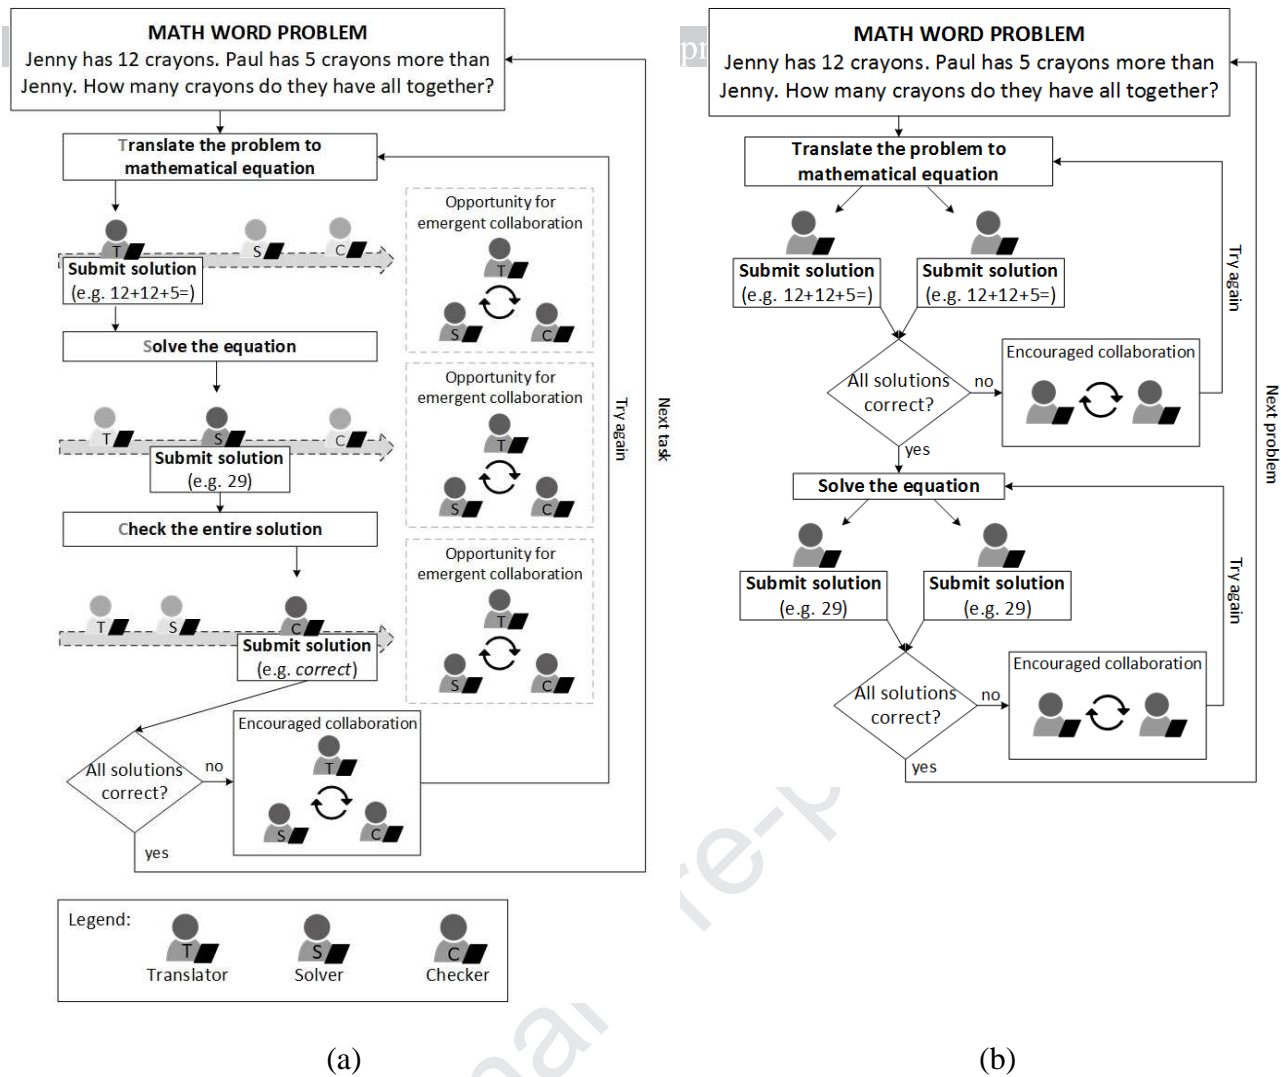 MATH WORD PROBLEM
Jenny has 12 crayons. Paul has 5 crayons more than
Jenny. How many crayons do they have all together?
Translate the problem to
mathematical equation
T
S
C
Submit solution
(e.g. 12+12+5=)
Opportunity for
emergent collaboration
T
S
C
Solve the equation
T
S
C
Submit solution
(e.g. 29)
Opportunity for
emergent collaboration
T
S
C
Check the entire solution
T
S
C
Submit solution
(e.g. correct)
Opportunity for
emergent collaboration
T
S
C
All solutions
correct?
no
yes
Encouraged collaboration
T
S
C
Try again
Next task
Legend:
T
S
C
Translator
Solver
Checker
(a)
MATH WORD PROBLEM
Jenny has 12 crayons. Paul has 5 crayons more than
Jenny. How many crayons do they have all together?
Translate the problem to
mathematical equation
Submit solution
(e.g. 12+12+5=)
Submit solution
(e.g. 12+12+5=)
All solutions
correct?
no
yes
Encouraged collaboration
Try again
Solve the equation
Submit solution
(e.g. 29)
Submit solution
(e.g. 29)
All solutions
correct?
no
yes
Encouraged collaboration
Try again
Next problem
(b)